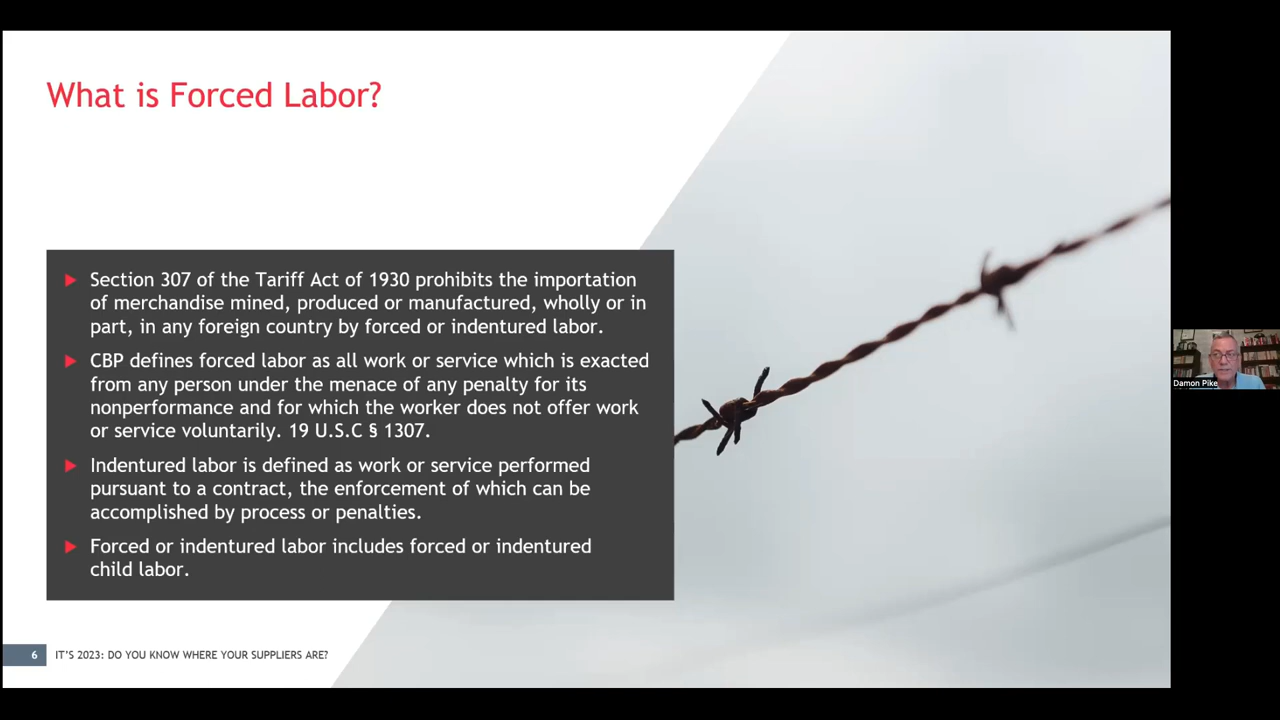 What is Forced Labor?
Section 307 of the Tariff Act of 1930 prohibits the importation
of merchandise mined, produced or manufactured, wholly or in
part, in any foreign country by forced or indentured labor.
CBP defines forced labor as all work or service which is exacted
from any person under the menace of any penalty for its
nonperformance and for which the worker does not offer work
or service voluntarily. 19 U.S.C § 1307.
Indentured labor is defined as work or service performed
pursuant to a contract, the enforcement of which can be
accomplished by process or penalties.
Forced or indentured labor includes forced or indentured
child labor.
6 IT'S 2023: DO YOU KNOW WHERE YOUR SUPPLIERS ARE?
Damon Pike